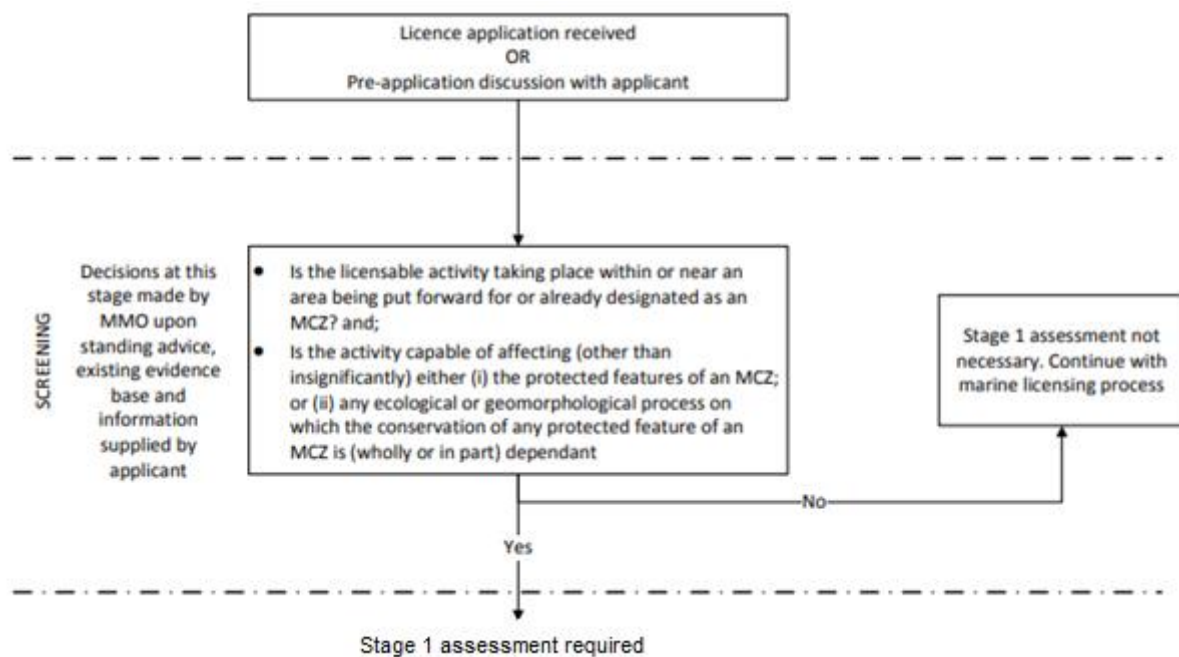 Licence application received
OR
Pre-application discussion with applicant
SCREENING
Decisions at this
stage made by
MMO upon
standing advice,
existing evidence
base and
information
supplied by
applicant
● Is the licensable activity taking place within or near an
area being put forward for or already designated as an
MCZ? and;
● Is the activity capable of affecting (other than
insignificantly) either (i) the protected features of an MCZ;
or (ii) any ecological or geomorphological process on
which the conservation of any protected feature of an
MCZ is (wholly or in part) dependant
Stage 1 assessment not
necessary. Continue with
marine licensing process
No
Yes
Stage 1 assessment required